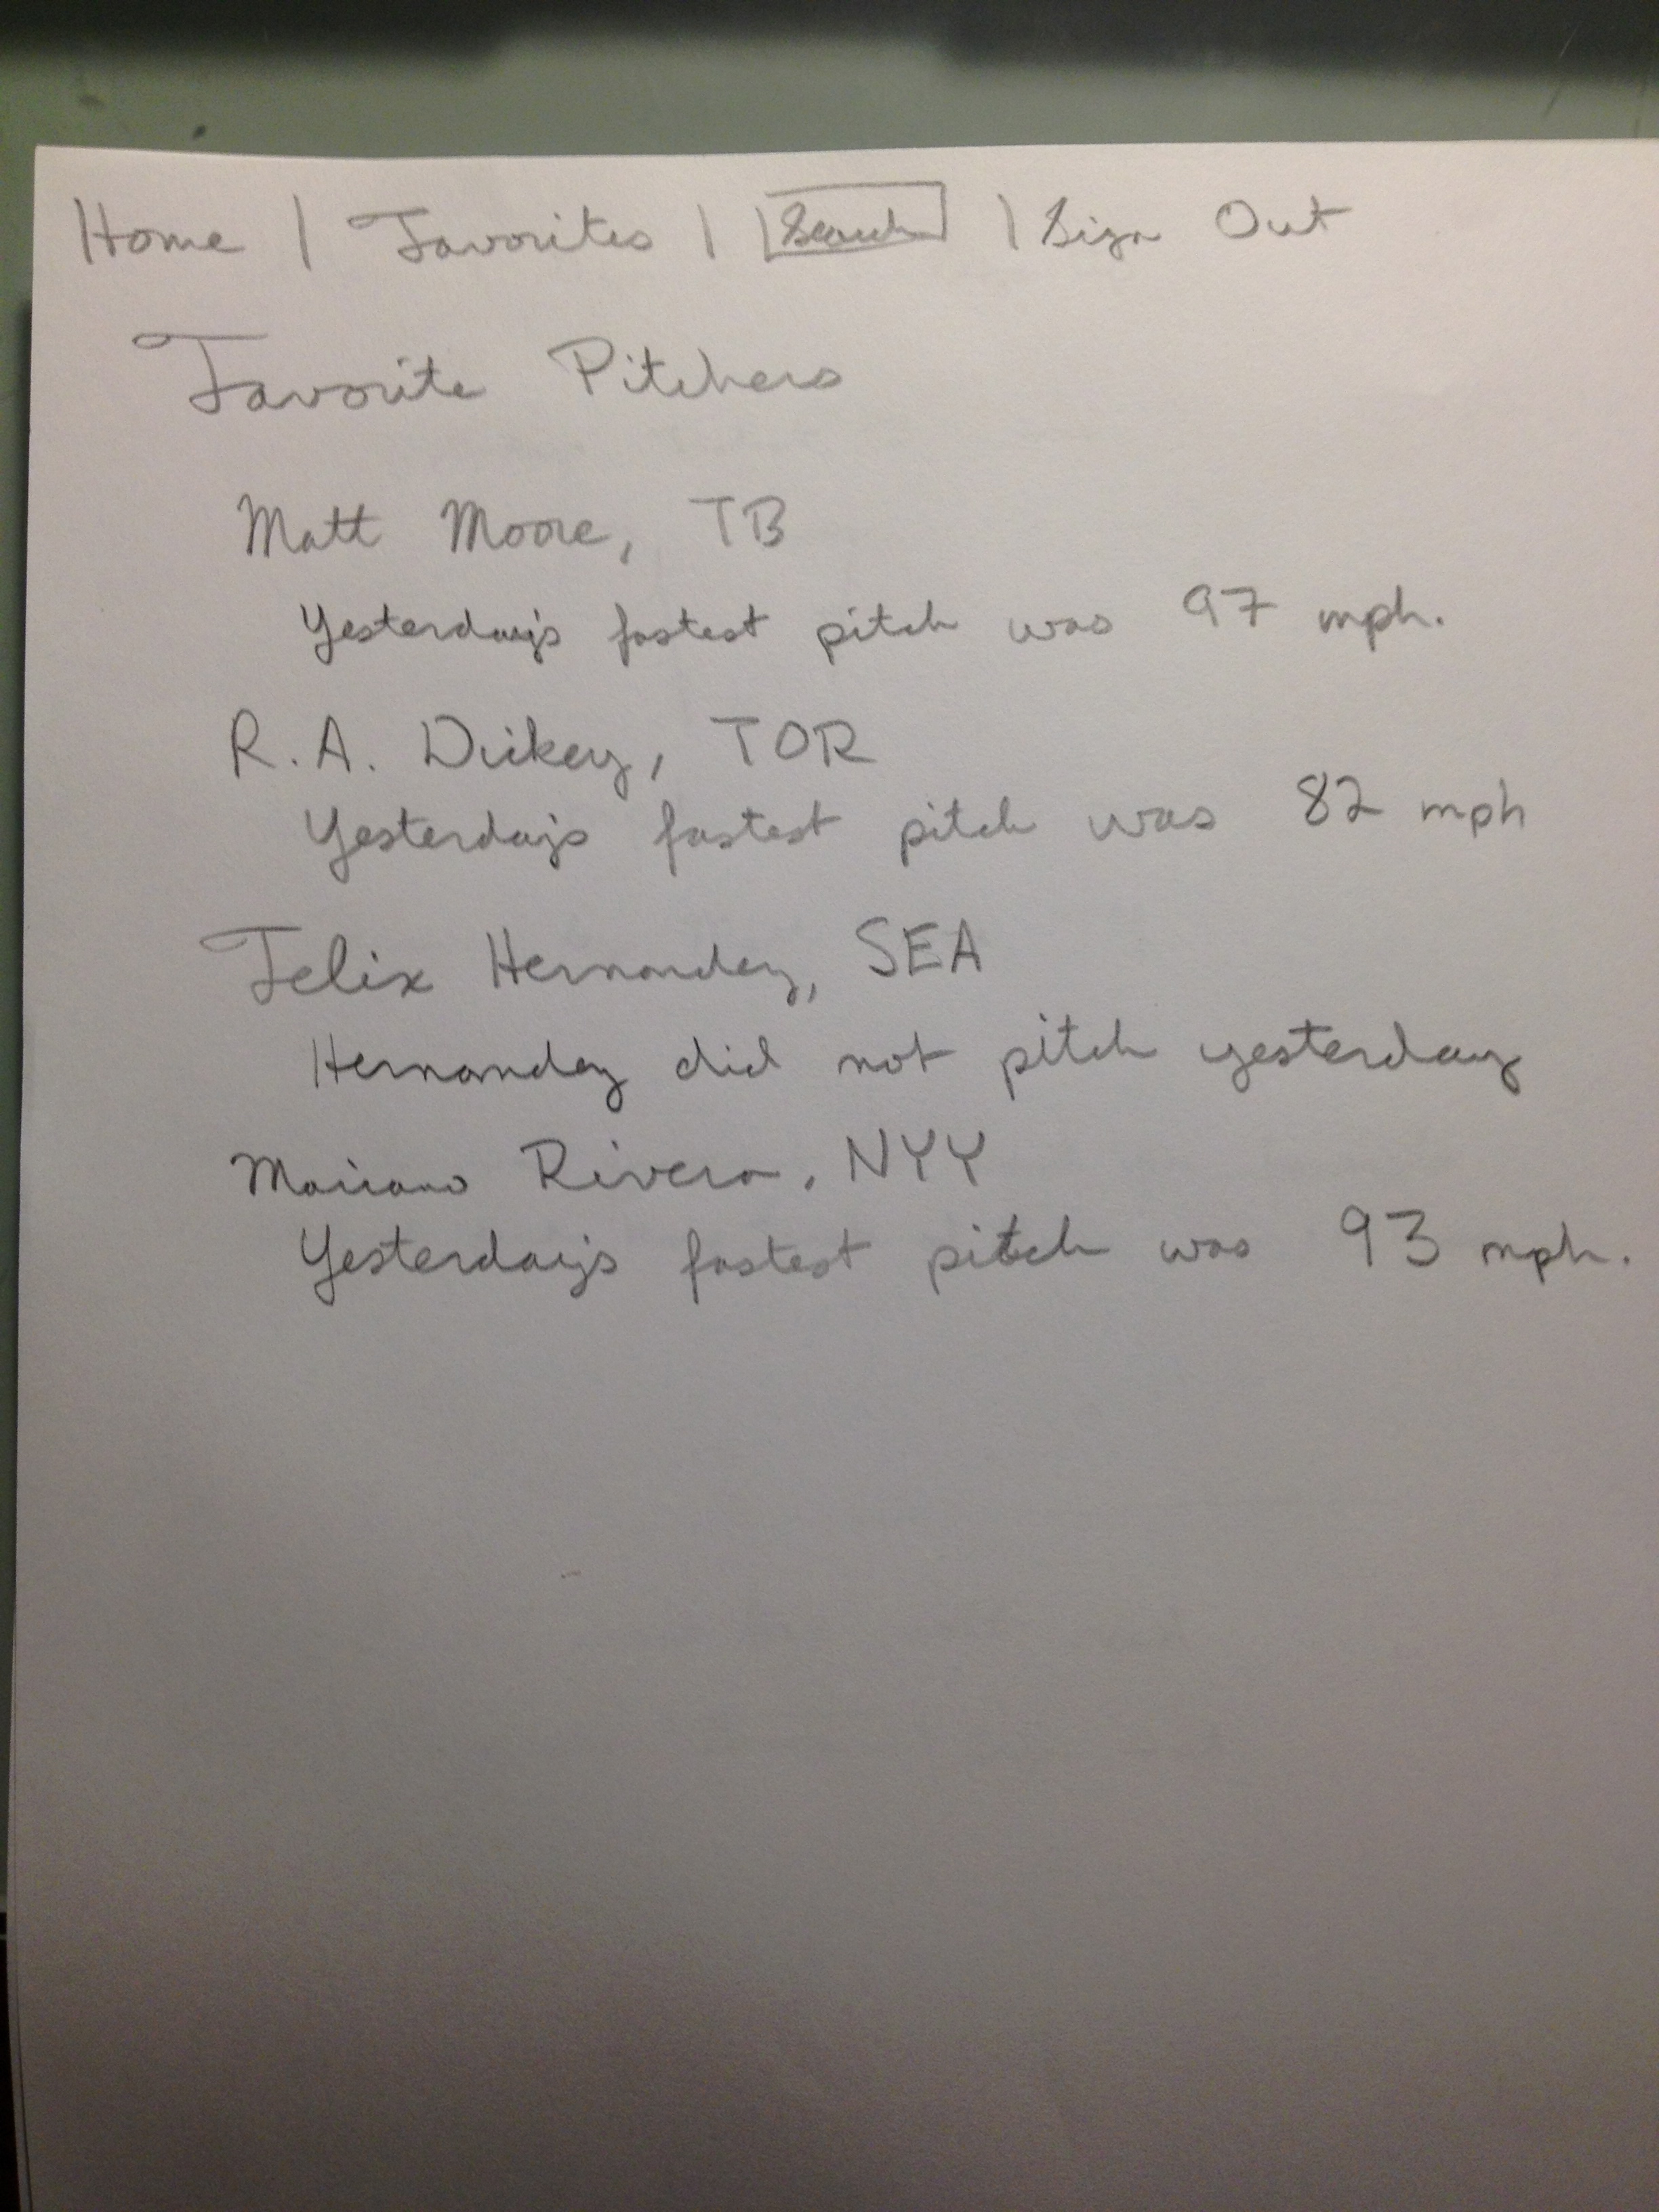 Home | Favorites | Search | Sign Out
Favorite Pitchers
Matt Moore, TB
Yesterday's fastest pitch was 97 mph.
R.A. Dickey, TOR
Yesterday's fastest pitch was 82 mph
Felix Hernandez, SEA
Hernandez did not pitch yesterday
Mariano Rivera, NYY
Yesterday's fastest pitch was 93 mph.